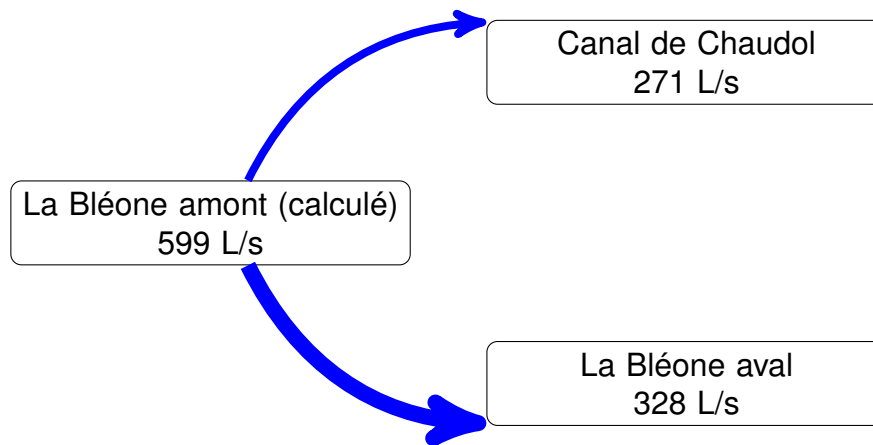 Canal de Chaudol
271 L/s
La Bléone amont (calculé)
599 L/s
La Bléone aval
328 L/s